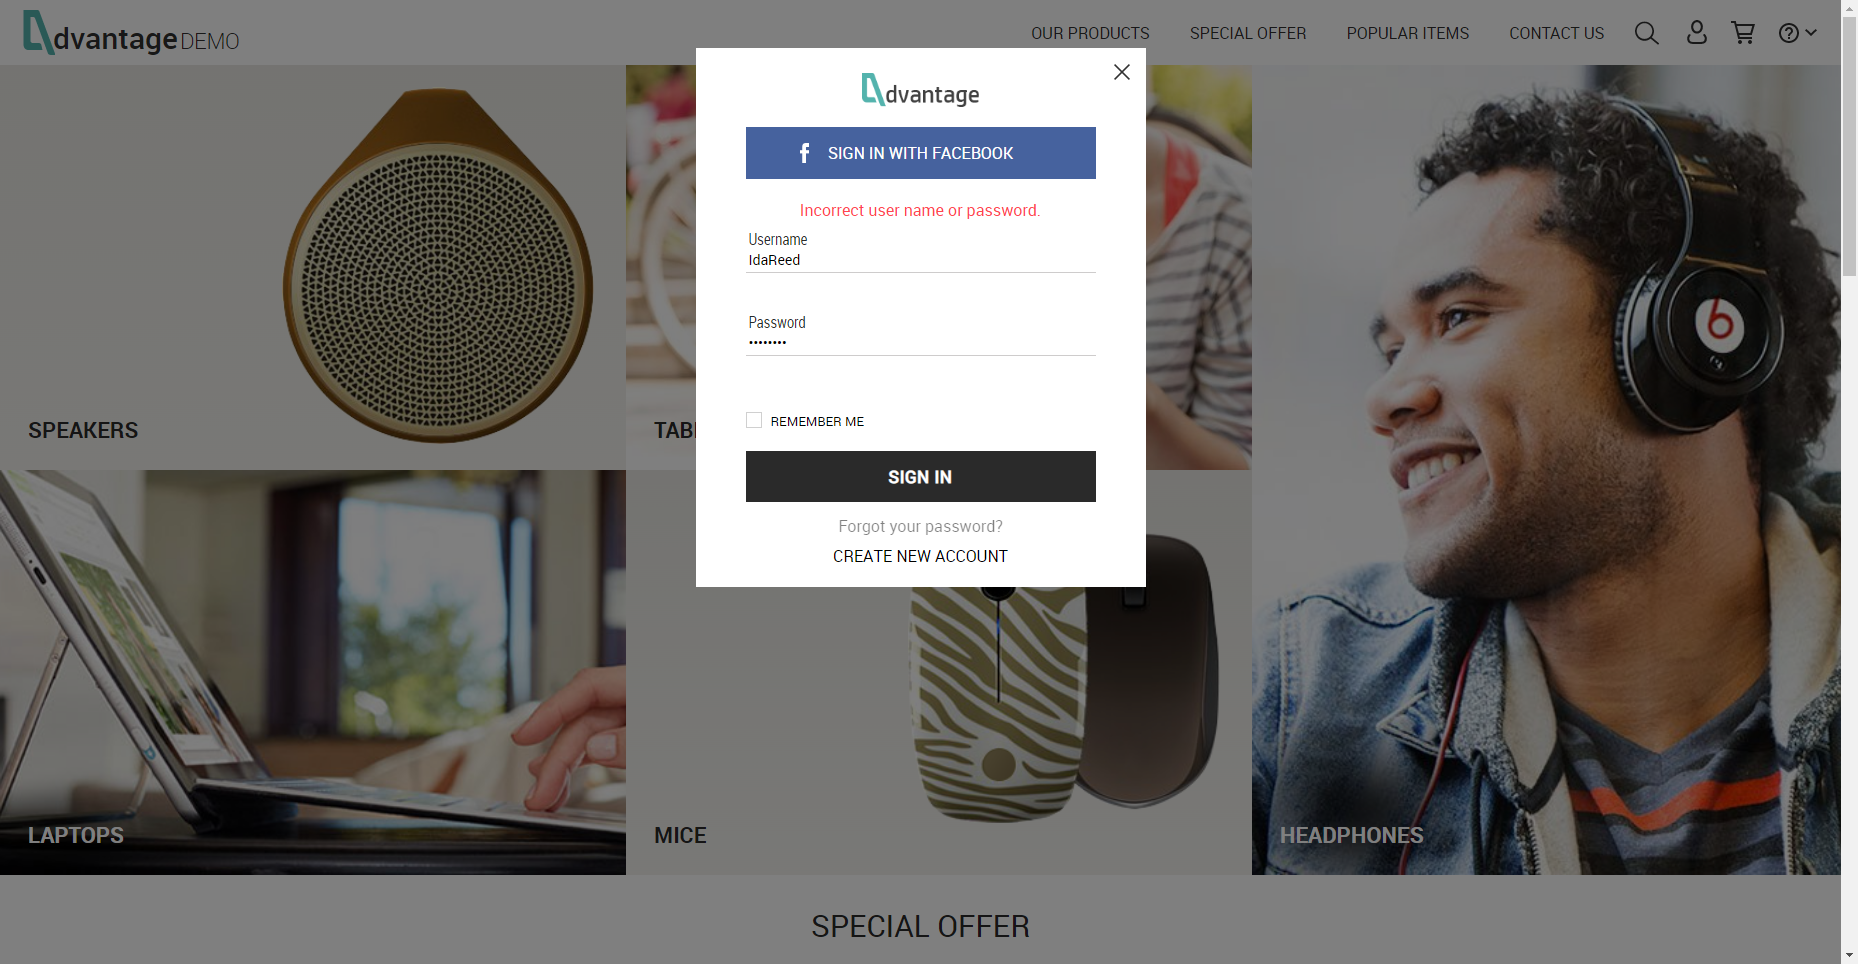 dvantage DEMO
OUR PRODUCTS
SPECIAL OFFER
POPULAR ITEMS
CONTACT US
dvantage
SIGN IN WITH FACEBOOK
Incorrect user name or password.
Username
IdaReed
Password
••••••••
REMEMBER ME
SIGN IN
Forgot your password?
CREATE NEW ACCOUNT
SPEAKERS
TAB
LAPTOPS
MICE
HEADPHONES
SPECIAL OFFER